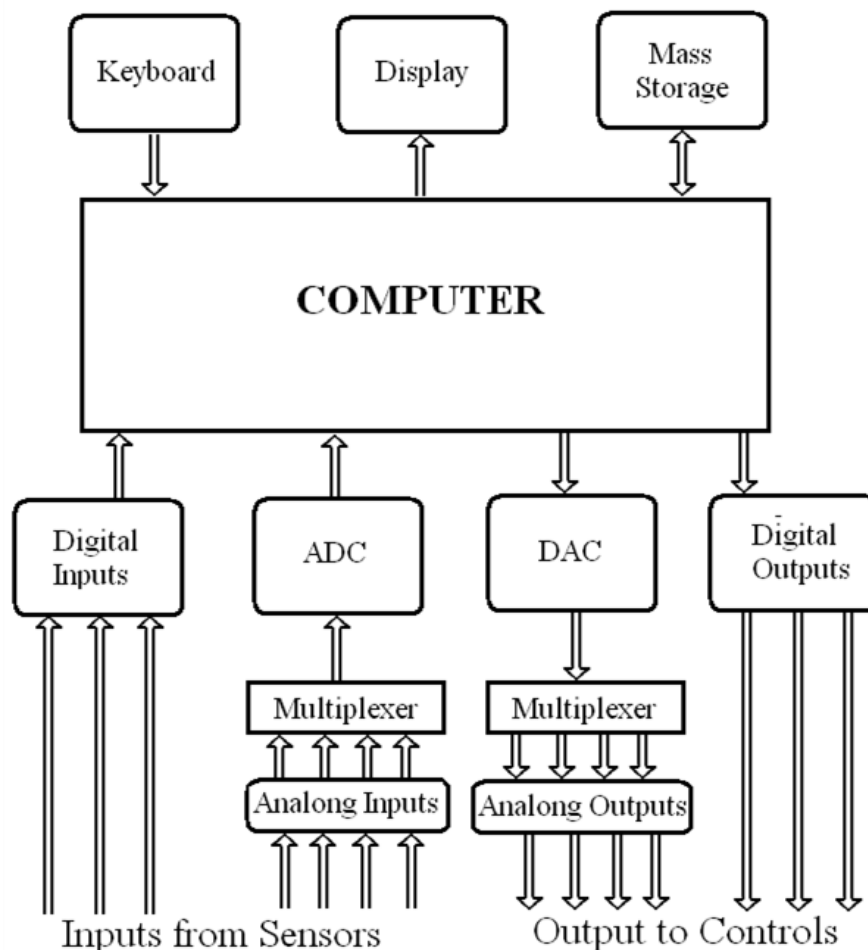 Keyboard
Display
Mass
Storage
COMPUTER
Digital
Inputs
ADC
DAC
Digital
Outputs
Multiplexer
Multiplexer
Analong Inputs
Analong Outputs
Inputs from Sensors
Output to Controls